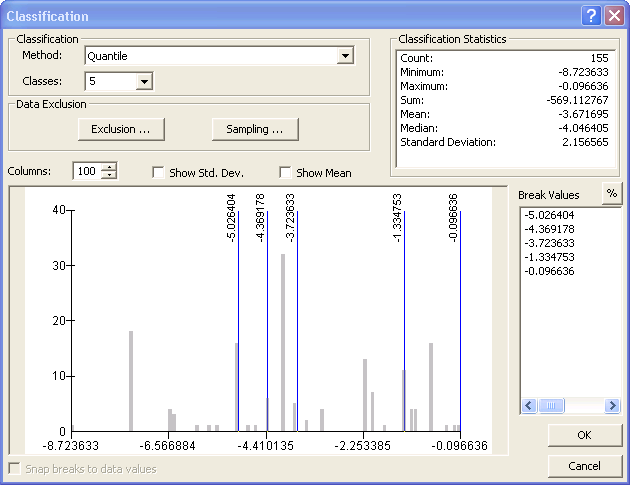 Classification
Classification
Method: Quantile
Classes: 5
Data Exclusion
Exclusion ...
Sampling ...
Classification Statistics
Count: 155
Minimum: -8.723633
Maximum: -0.096636
Sum: -569.112767
Mean: -3.671695
Median: -4.046405
Standard Deviation: 2.156565
Columns: 100 Show Std. Dev. Show Mean
%
Break Values
-5.026404
-4.369178
-3.723633
-1.334753
-0.096636
-5.026404
-4.369178
-3.723633
-1.334753
-0.096636
40
30
20
10
0
-8.723633 -6.566884 -4.410135 -2.253385 -0.096636
Snap breaks to data values
OK
Cancel